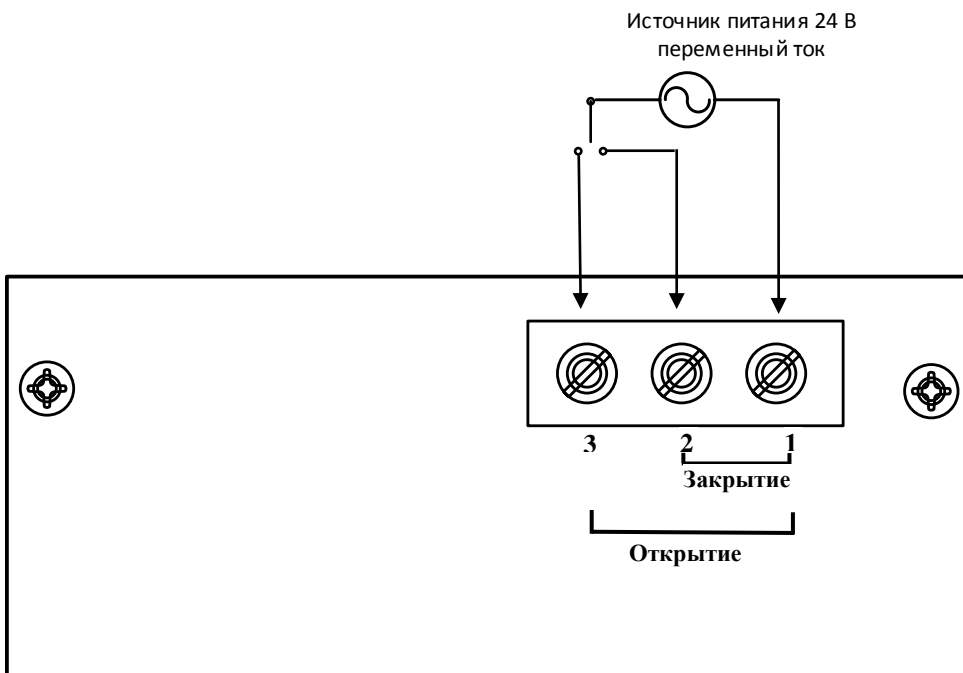 Источник питания 24 В
переменный ток
3 2 1
Закрытие
Открытие